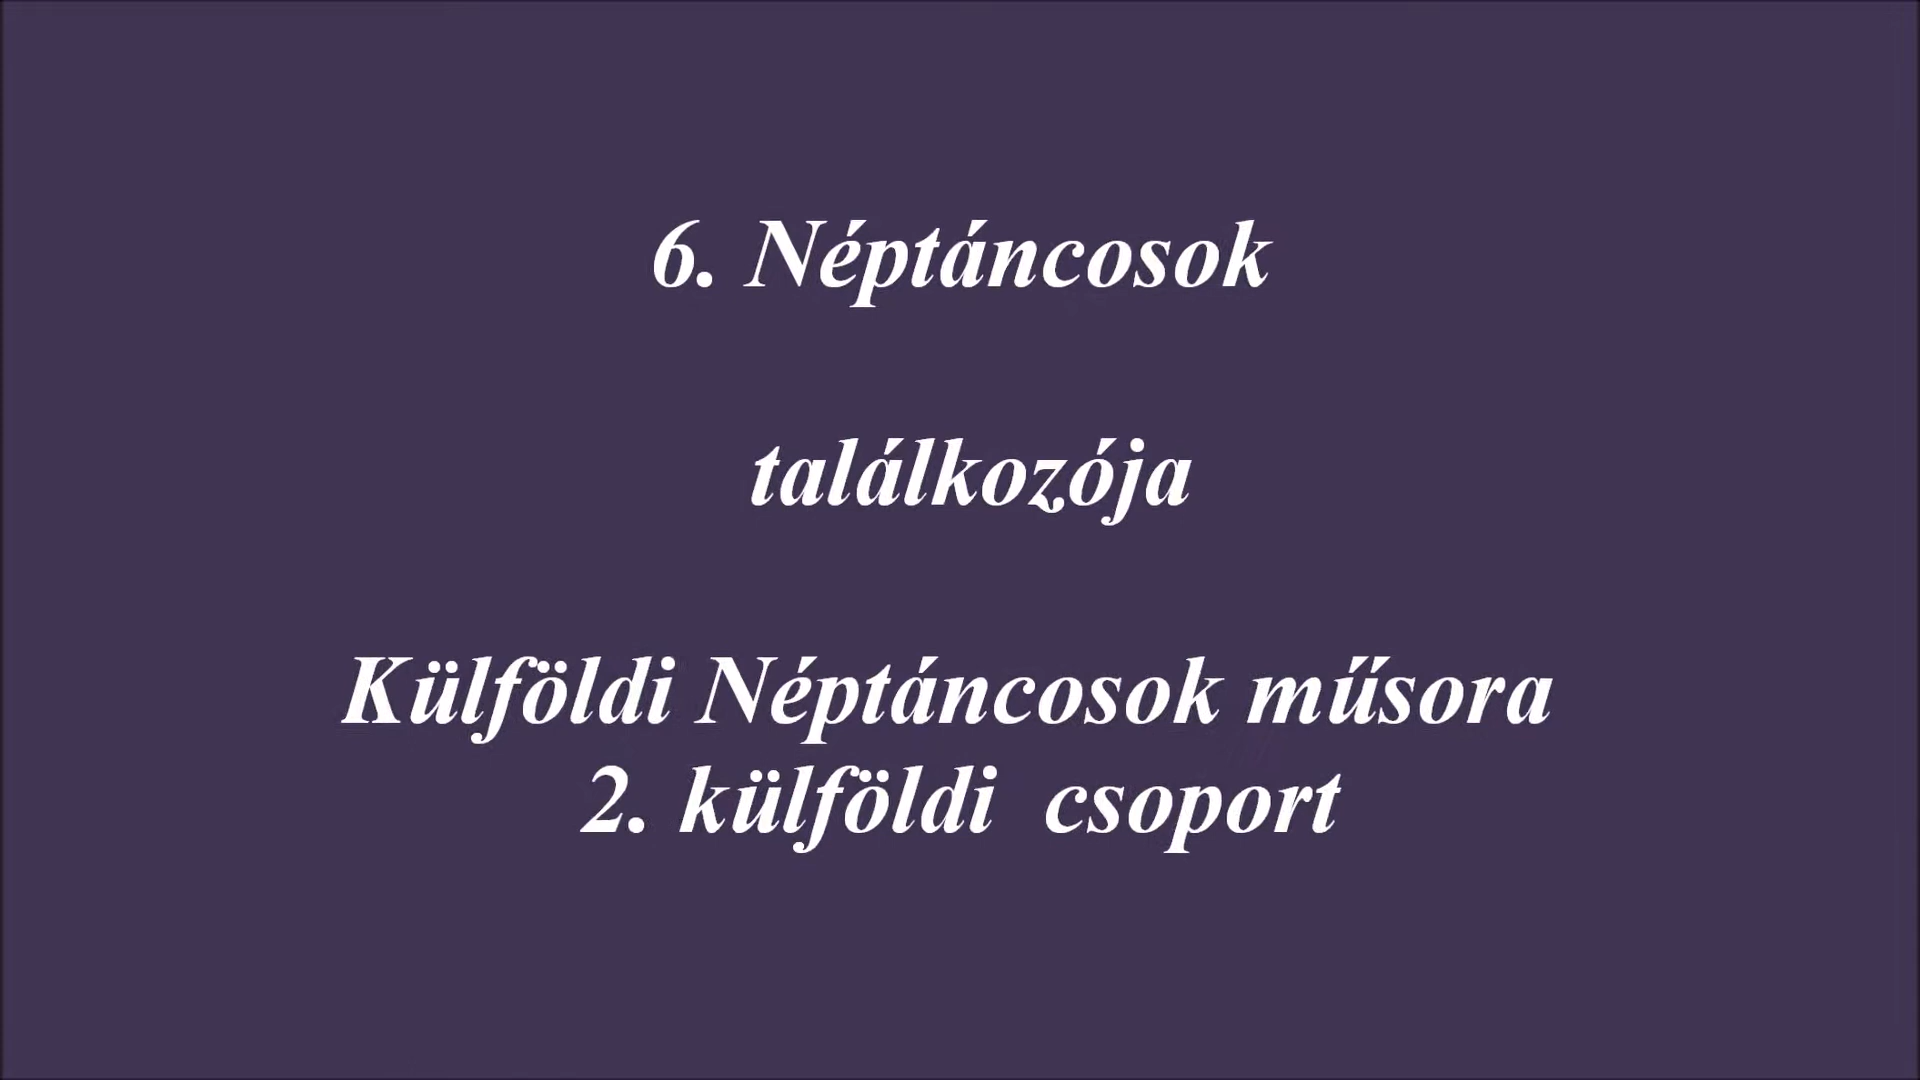 6. Néptáncosok
találkozója
Külföldi Néptáncosok műsora
2. külföldi  csoport